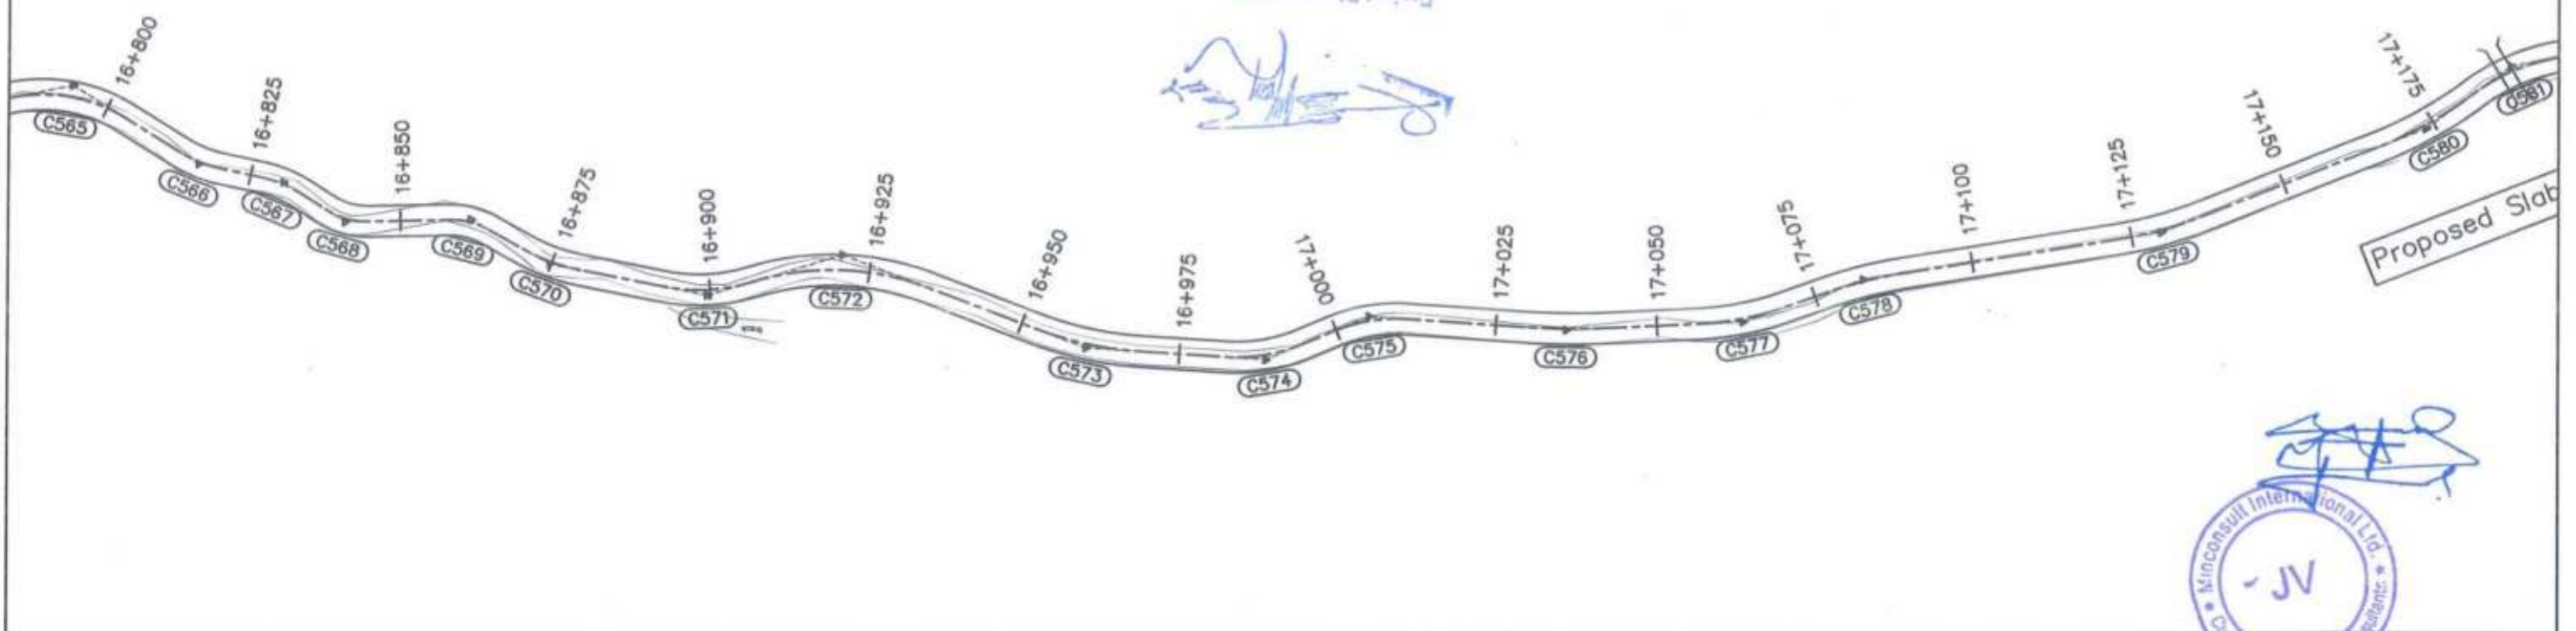 16+800
16+825
16+850
16+875
16+900
16+925
16+950
16+975
17+000
17+025
17+050
17+075
17+100
17+125
17+150
17+175
C565
C566
C567
C568
C569
C570
C571
C572
C573
C574
C575
C576
C577
C578
C579
C580
C581
Proposed Slab
★ Minconsult International Ltd. ★
JV